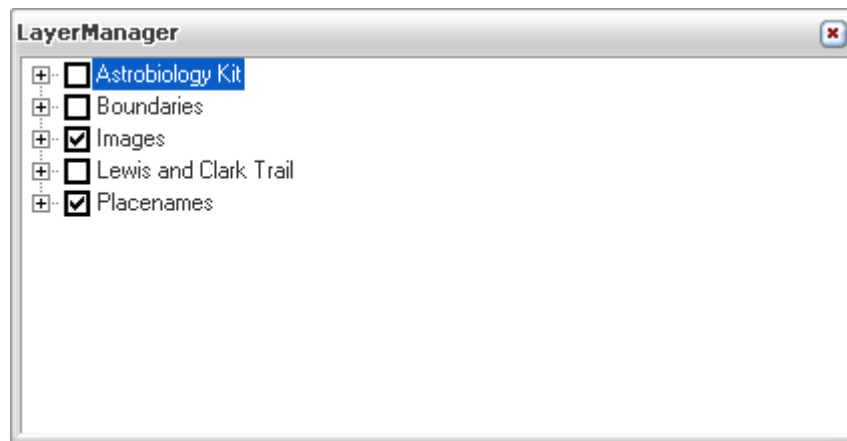 LayerManager
Astrobiology Kit
Boundaries
Images
Lewis and Clark Trail
Placenames